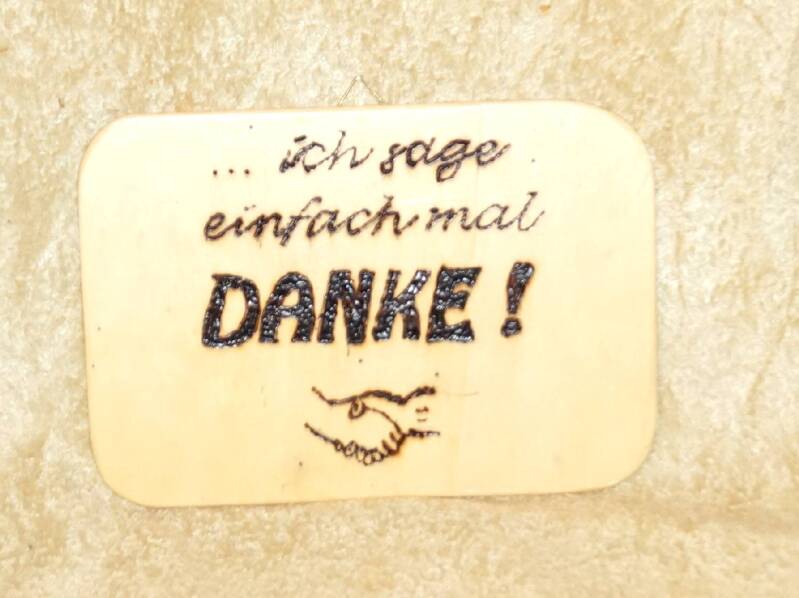 ... ich sage
einfach mal
DANKE !